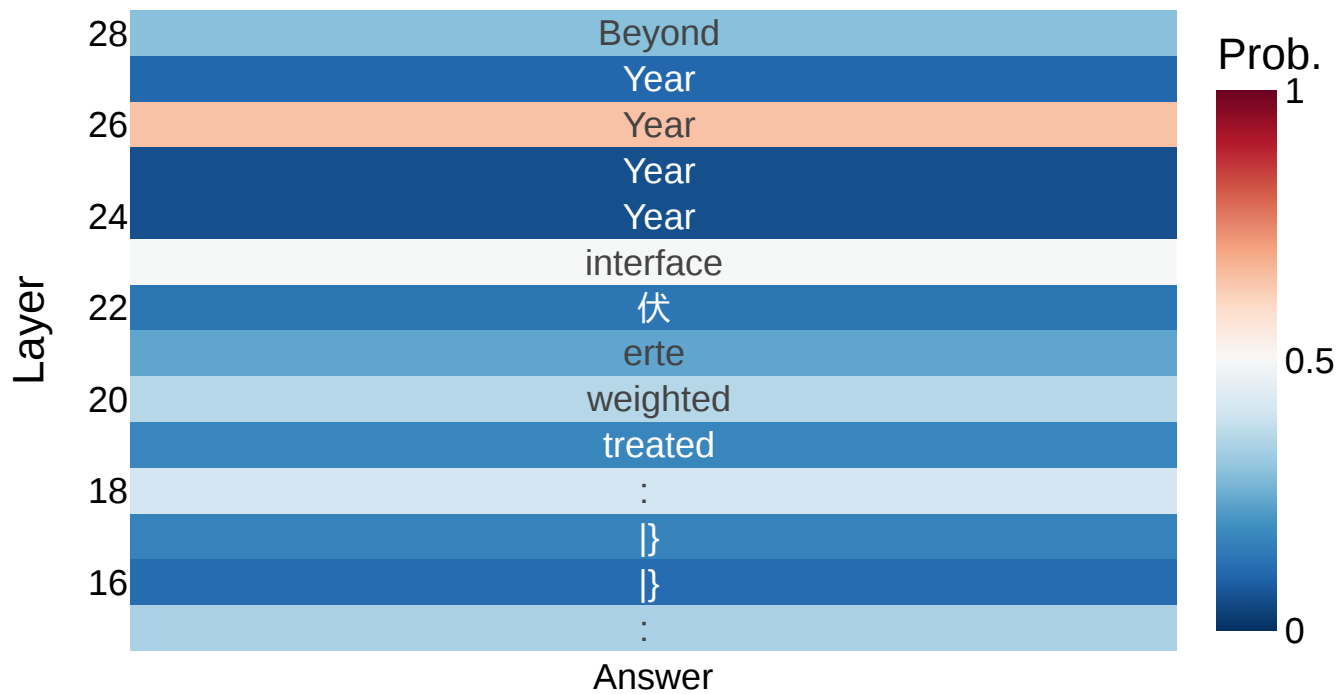 28 Beyond
Year
26 Year
Year
24 Year
interface
22 伏
erte
20 weighted
treated
18 :
|}
16 |}
:
Layer
Answer
Prob.
1
0.5
0